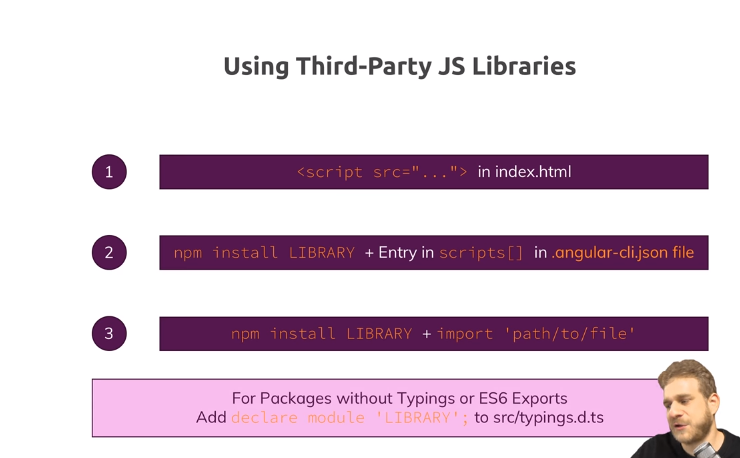 Using Third-Party JS Libraries
1
<script src="..."> in index.html
2
npm install LIBRARY + Entry in scripts[] in .angular-cli.json file
3
npm install LIBRARY + import 'path/to/file'
For Packages without Typings or ES6 Exports
Add declare module 'LIBRARY'; to src/typings.d.ts